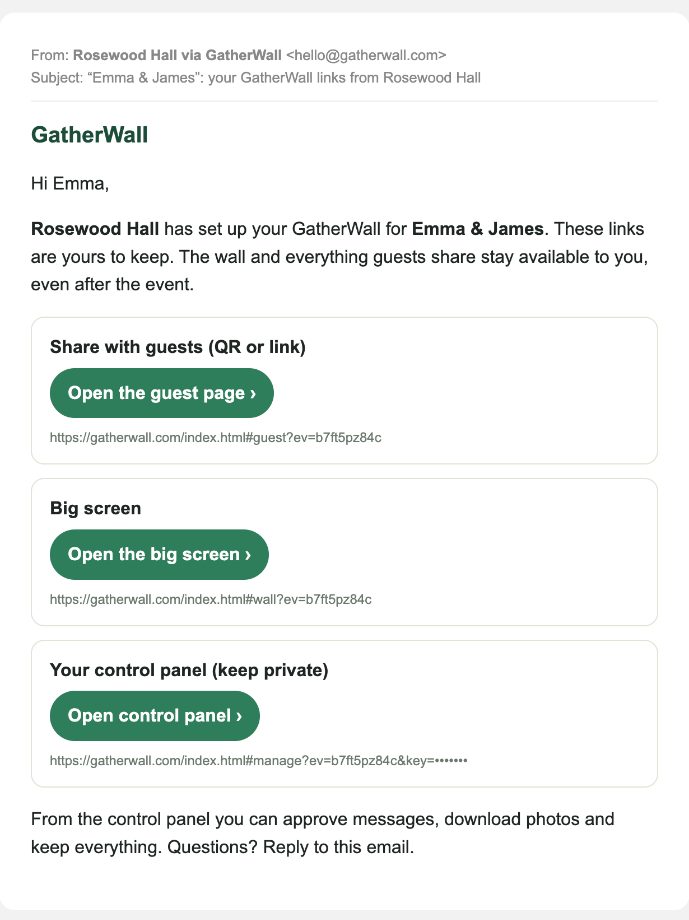 From: Rosewood Hall via GatherWall <hello@gatherwall.com>
Subject: “Emma & James”: your GatherWall links from Rosewood Hall
GatherWall
Hi Emma,
Rosewood Hall has set up your GatherWall for Emma & James. These links
are yours to keep. The wall and everything guests share stay available to you,
even after the event.
Share with guests (QR or link)
Open the guest page ›
https://gatherwall.com/index.html#guest?ev=b7ft5pz84c
Big screen
Open the big screen ›
https://gatherwall.com/index.html#wall?ev=b7ft5pz84c
Your control panel (keep private)
Open control panel ›
https://gatherwall.com/index.html#manage?ev=b7ft5pz84c&key=•••••••
From the control panel you can approve messages, download photos and
keep everything. Questions? Reply to this email.